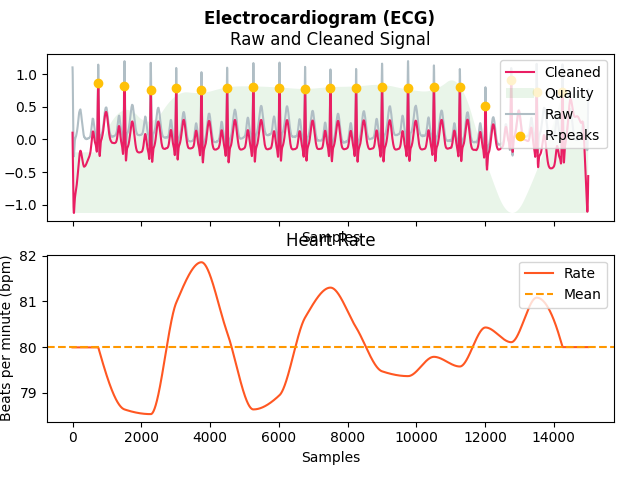 Electrocardiogram (ECG)
Raw and Cleaned Signal
1.0
0.5
0.0
−0.5
−1.0
Cleaned
Quality
Raw
R-peaks
Samples
Heart Rate
82
81
80
79
Beats per minute (bpm)
Rate
Mean
0
2000
4000
6000
8000
10000
12000
14000
Samples